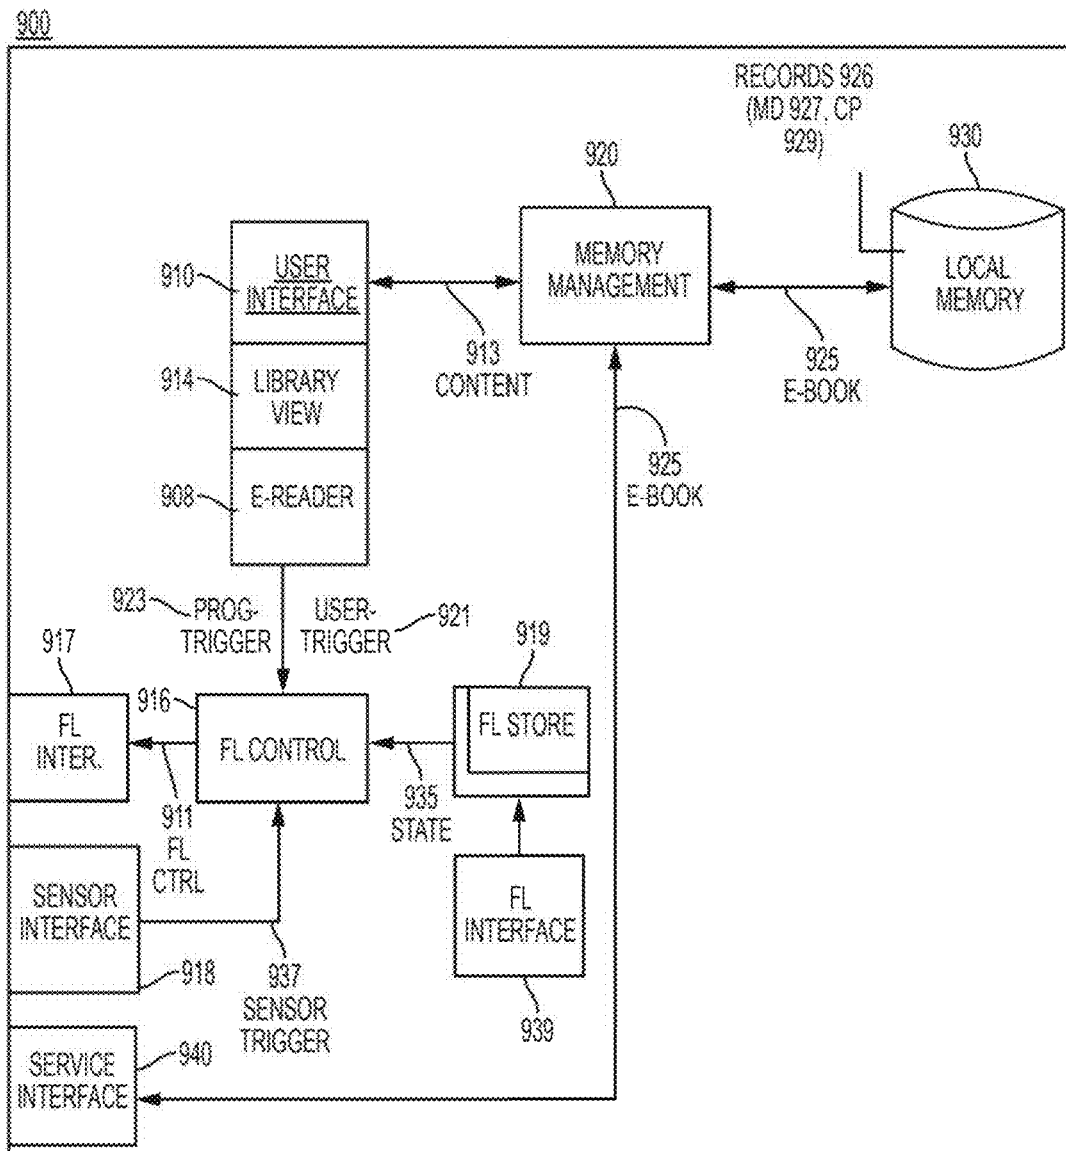 900
RECORDS 926
(MD 927, CP
929)
930
920
910
USER
INTERFACE
MEMORY
MANAGEMENT
LOCAL
MEMORY
913
CONTENT
925
E-BOOK
914
LIBRARY
VIEW
925
E-BOOK
908
E-READER
923
PROG-
TRIGGER
USER-
TRIGGER
921
917
916
919
FL
INTER.
FL CONTROL
FL STORE
911
FL
CTRL
935
STATE
SENSOR
INTERFACE
918
FL
INTERFACE
937
SENSOR
TRIGGER
939
SERVICE
INTERFACE
940